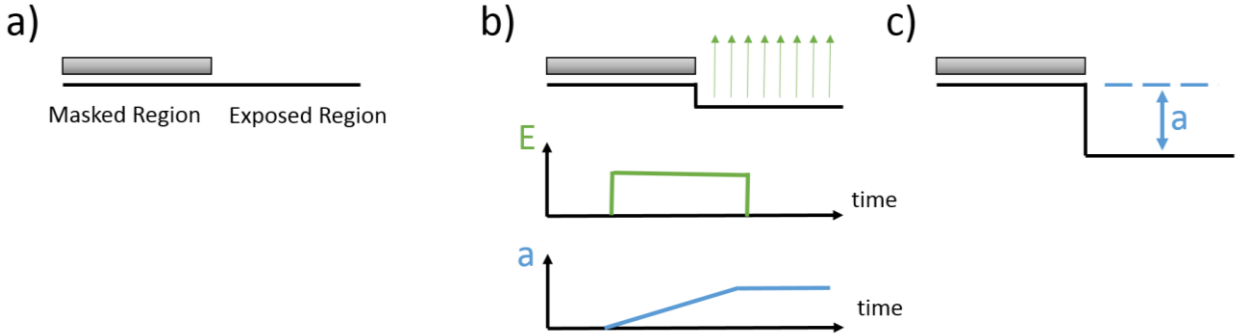 a)
Masked Region
Exposed Region
b)
E
time
a
time
c)
a